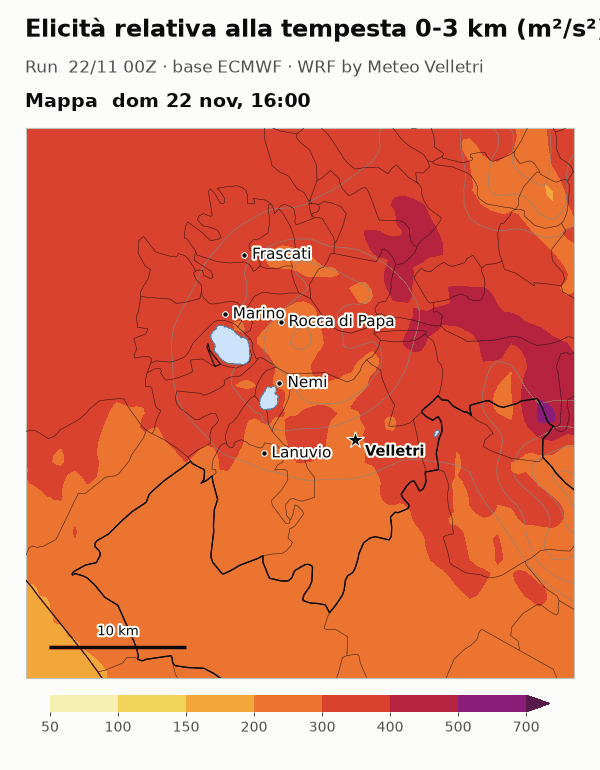 Elicità relativa alla tempesta 0-3 km (m²/s²)
Run 22/11 00Z · base ECMWF · WRF by Meteo Velletri
Mappa dom 22 nov, 16:00
Frascati
Marino
Rocca di Papa
Nemi
Velletri
Lanuvio
10 km
50 100 150 200 300 400 500 700